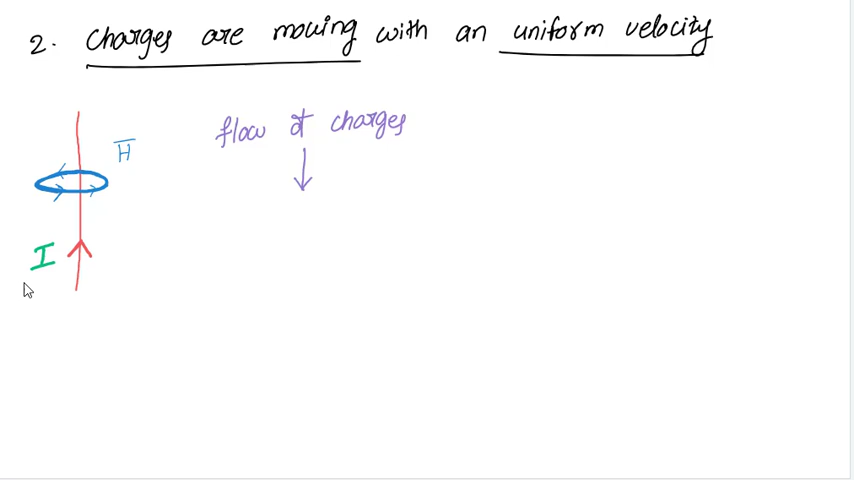 2. Charges are moving with an uniform velocity
flow of charges
H
I